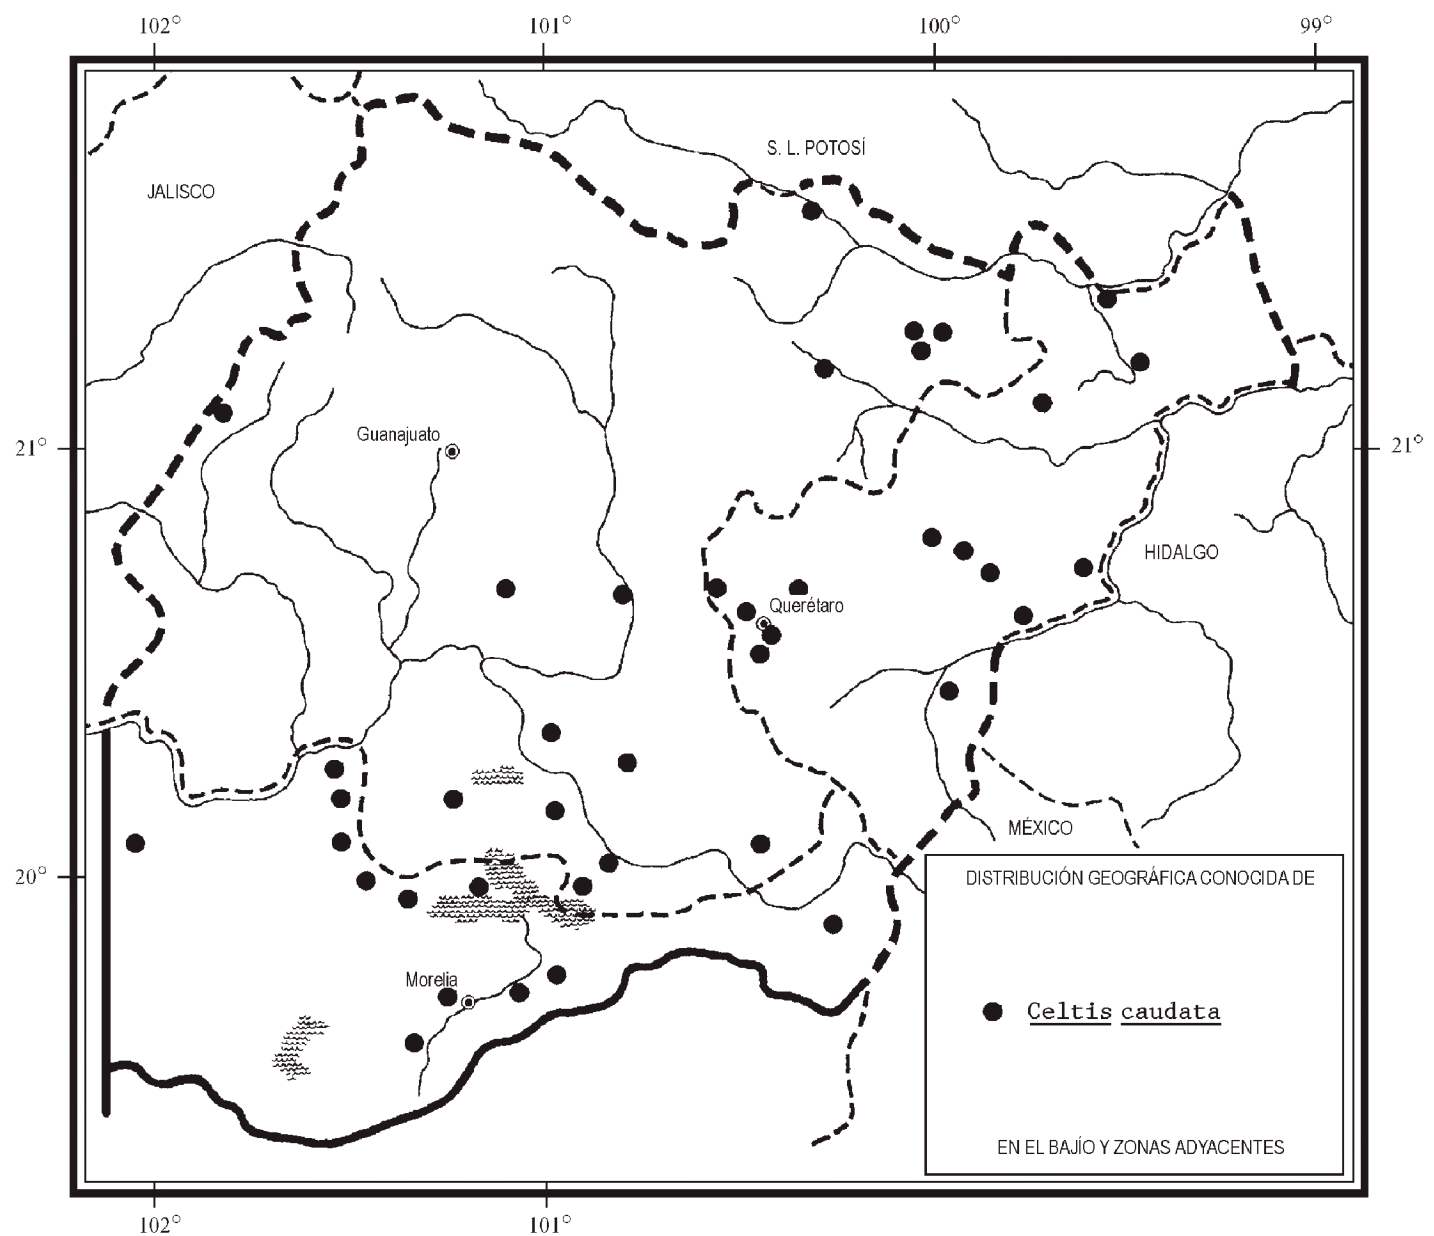 102° 101° 100° 99°
S. L. POTOSÍ
JALISCO
Guanajuato
21° 21°
HIDALGO
Querétaro
MÉXICO
20°
DISTRIBUCIÓN GEOGRÁFICA CONOCIDA DE
Morelia
Celtis caudata
EN EL BAJÍO Y ZONAS ADYACENTES
102° 101°